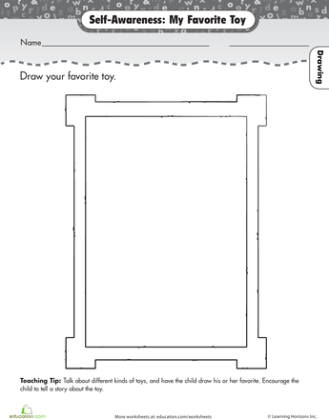 Self-Awareness: My Favorite Toy
Name
Drawing
Draw your favorite toy.
Teaching Tip: Talk about different kinds of toys, and have the child draw his or her favorite. Encourage the
child to tell a story about the toy.
education.com
More worksheets at education.com/worksheets
© Learning Horizons Inc.